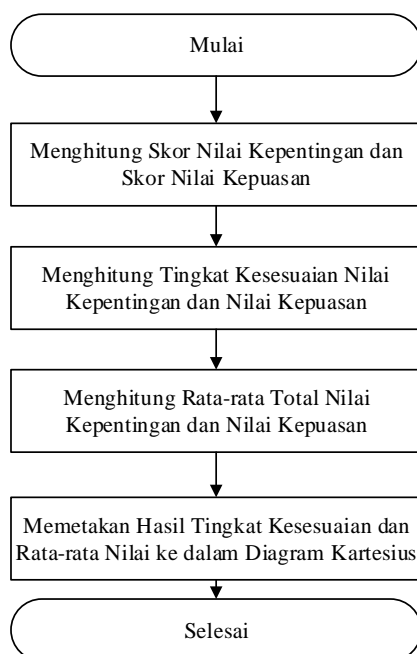 Mulai
Menghitung Skor Nilai Kepentingan dan
Skor Nilai Kepuasan
Menghitung Tingkat Kesesuaian Nilai
Kepentingan dan Nilai Kepuasan
Menghitung Rata-rata Total Nilai
Kepentingan dan Nilai Kepuasan
Memetakan Hasil Tingkat Kesesuaian dan
Rata-rata Nilai ke dalam Diagram Kartesius
Selesai